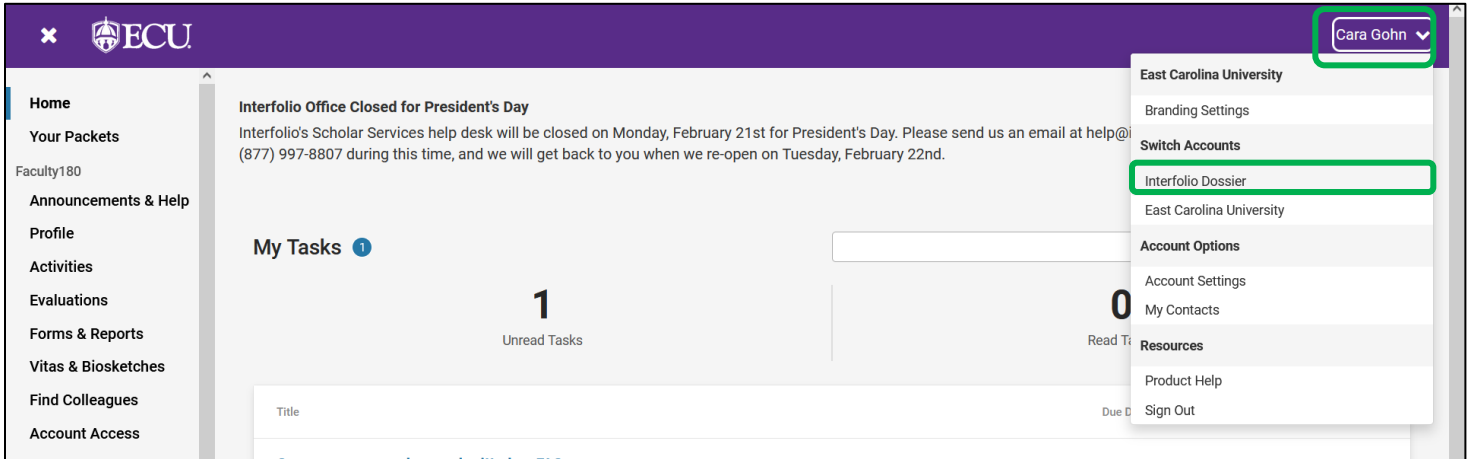 ECU
Cara Gohn
Home
Your Packets
Faculty180
Announcements & Help
Profile
Activities
Evaluations
Forms & Reports
Vitas & Biosketches
Find Colleagues
Account Access
Interfolio Office Closed for President's Day
Interfolio's Scholar Services help desk will be closed on Monday, February 21st for President's Day. Please send us an email at
(877) 997-8807 during this time, and we will get back to you when we re-open on Tuesday, February 22nd.
My Tasks 1
1
Unread Tasks
0
Read
Title
Due
East Carolina University
Branding Settings
Switch Accounts
Interfolio Dossier
East Carolina University
Account Options
Account Settings
My Contacts
Resources
Product Help
Sign Out